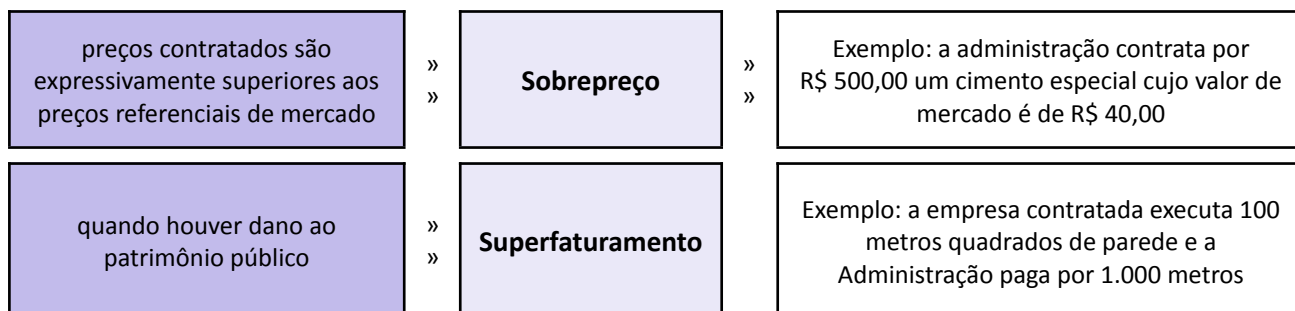 preços contratados são
expressivamente superiores aos
preços referenciais de mercado
»
»
Sobrepreço
»
»
Exemplo: a administração contrata por
R$ 500,00 um cimento especial cujo valor de
mercado é de R$ 40,00
quando houver dano ao
patrimônio público
»
»
Superfaturamento
Exemplo: a empresa contratada executa 100
metros quadrados de parede e a
Administração paga por 1.000 metros